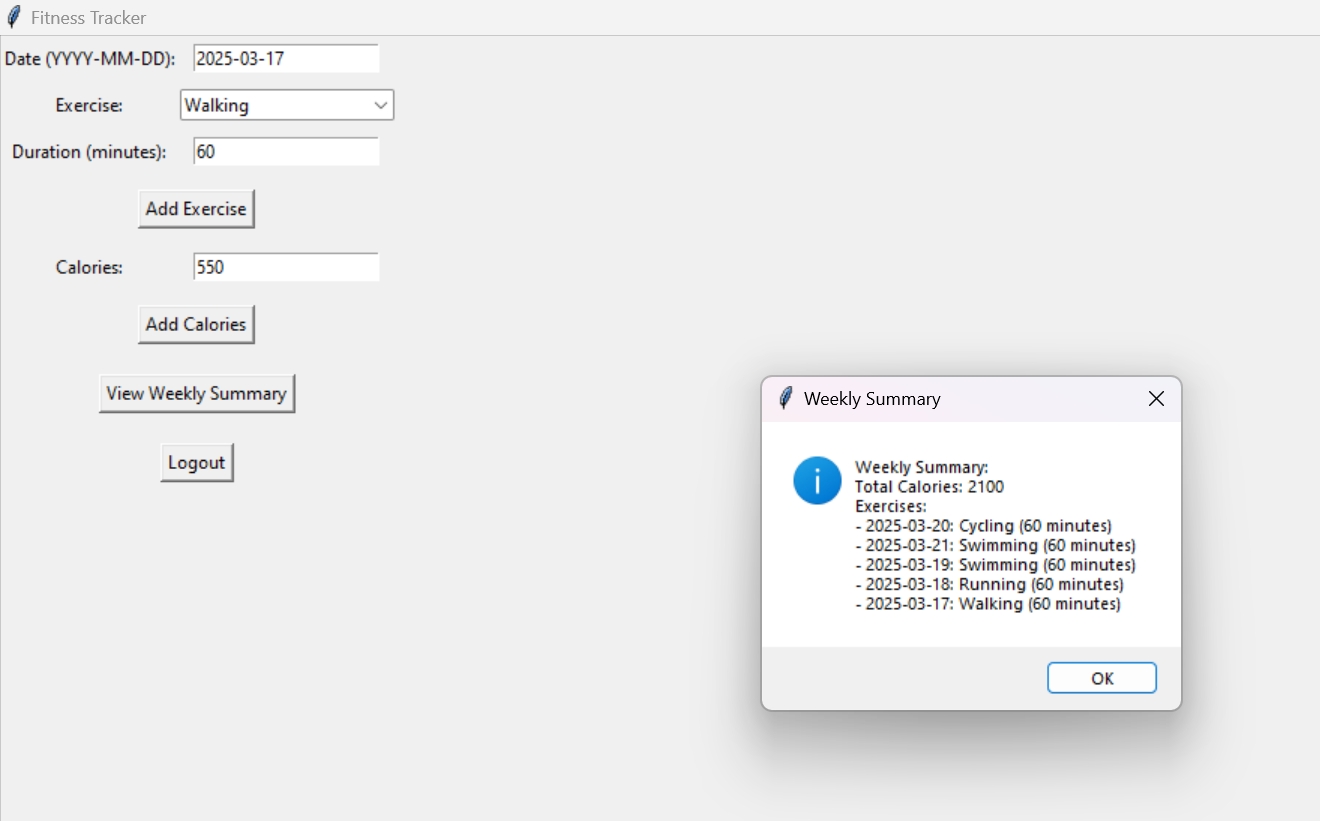 Fitness Tracker
Date (YYYY-MM-DD): 2025-03-17
Exercise: Walking
Duration (minutes): 60
Add Exercise
Calories: 550
Add Calories
View Weekly Summary
Logout
Weekly Summary
Weekly Summary:
Total Calories: 2100
Exercises:
- 2025-03-20: Cycling (60 minutes)
- 2025-03-21: Swimming (60 minutes)
- 2025-03-19: Swimming (60 minutes)
- 2025-03-18: Running (60 minutes)
- 2025-03-17: Walking (60 minutes)
OK